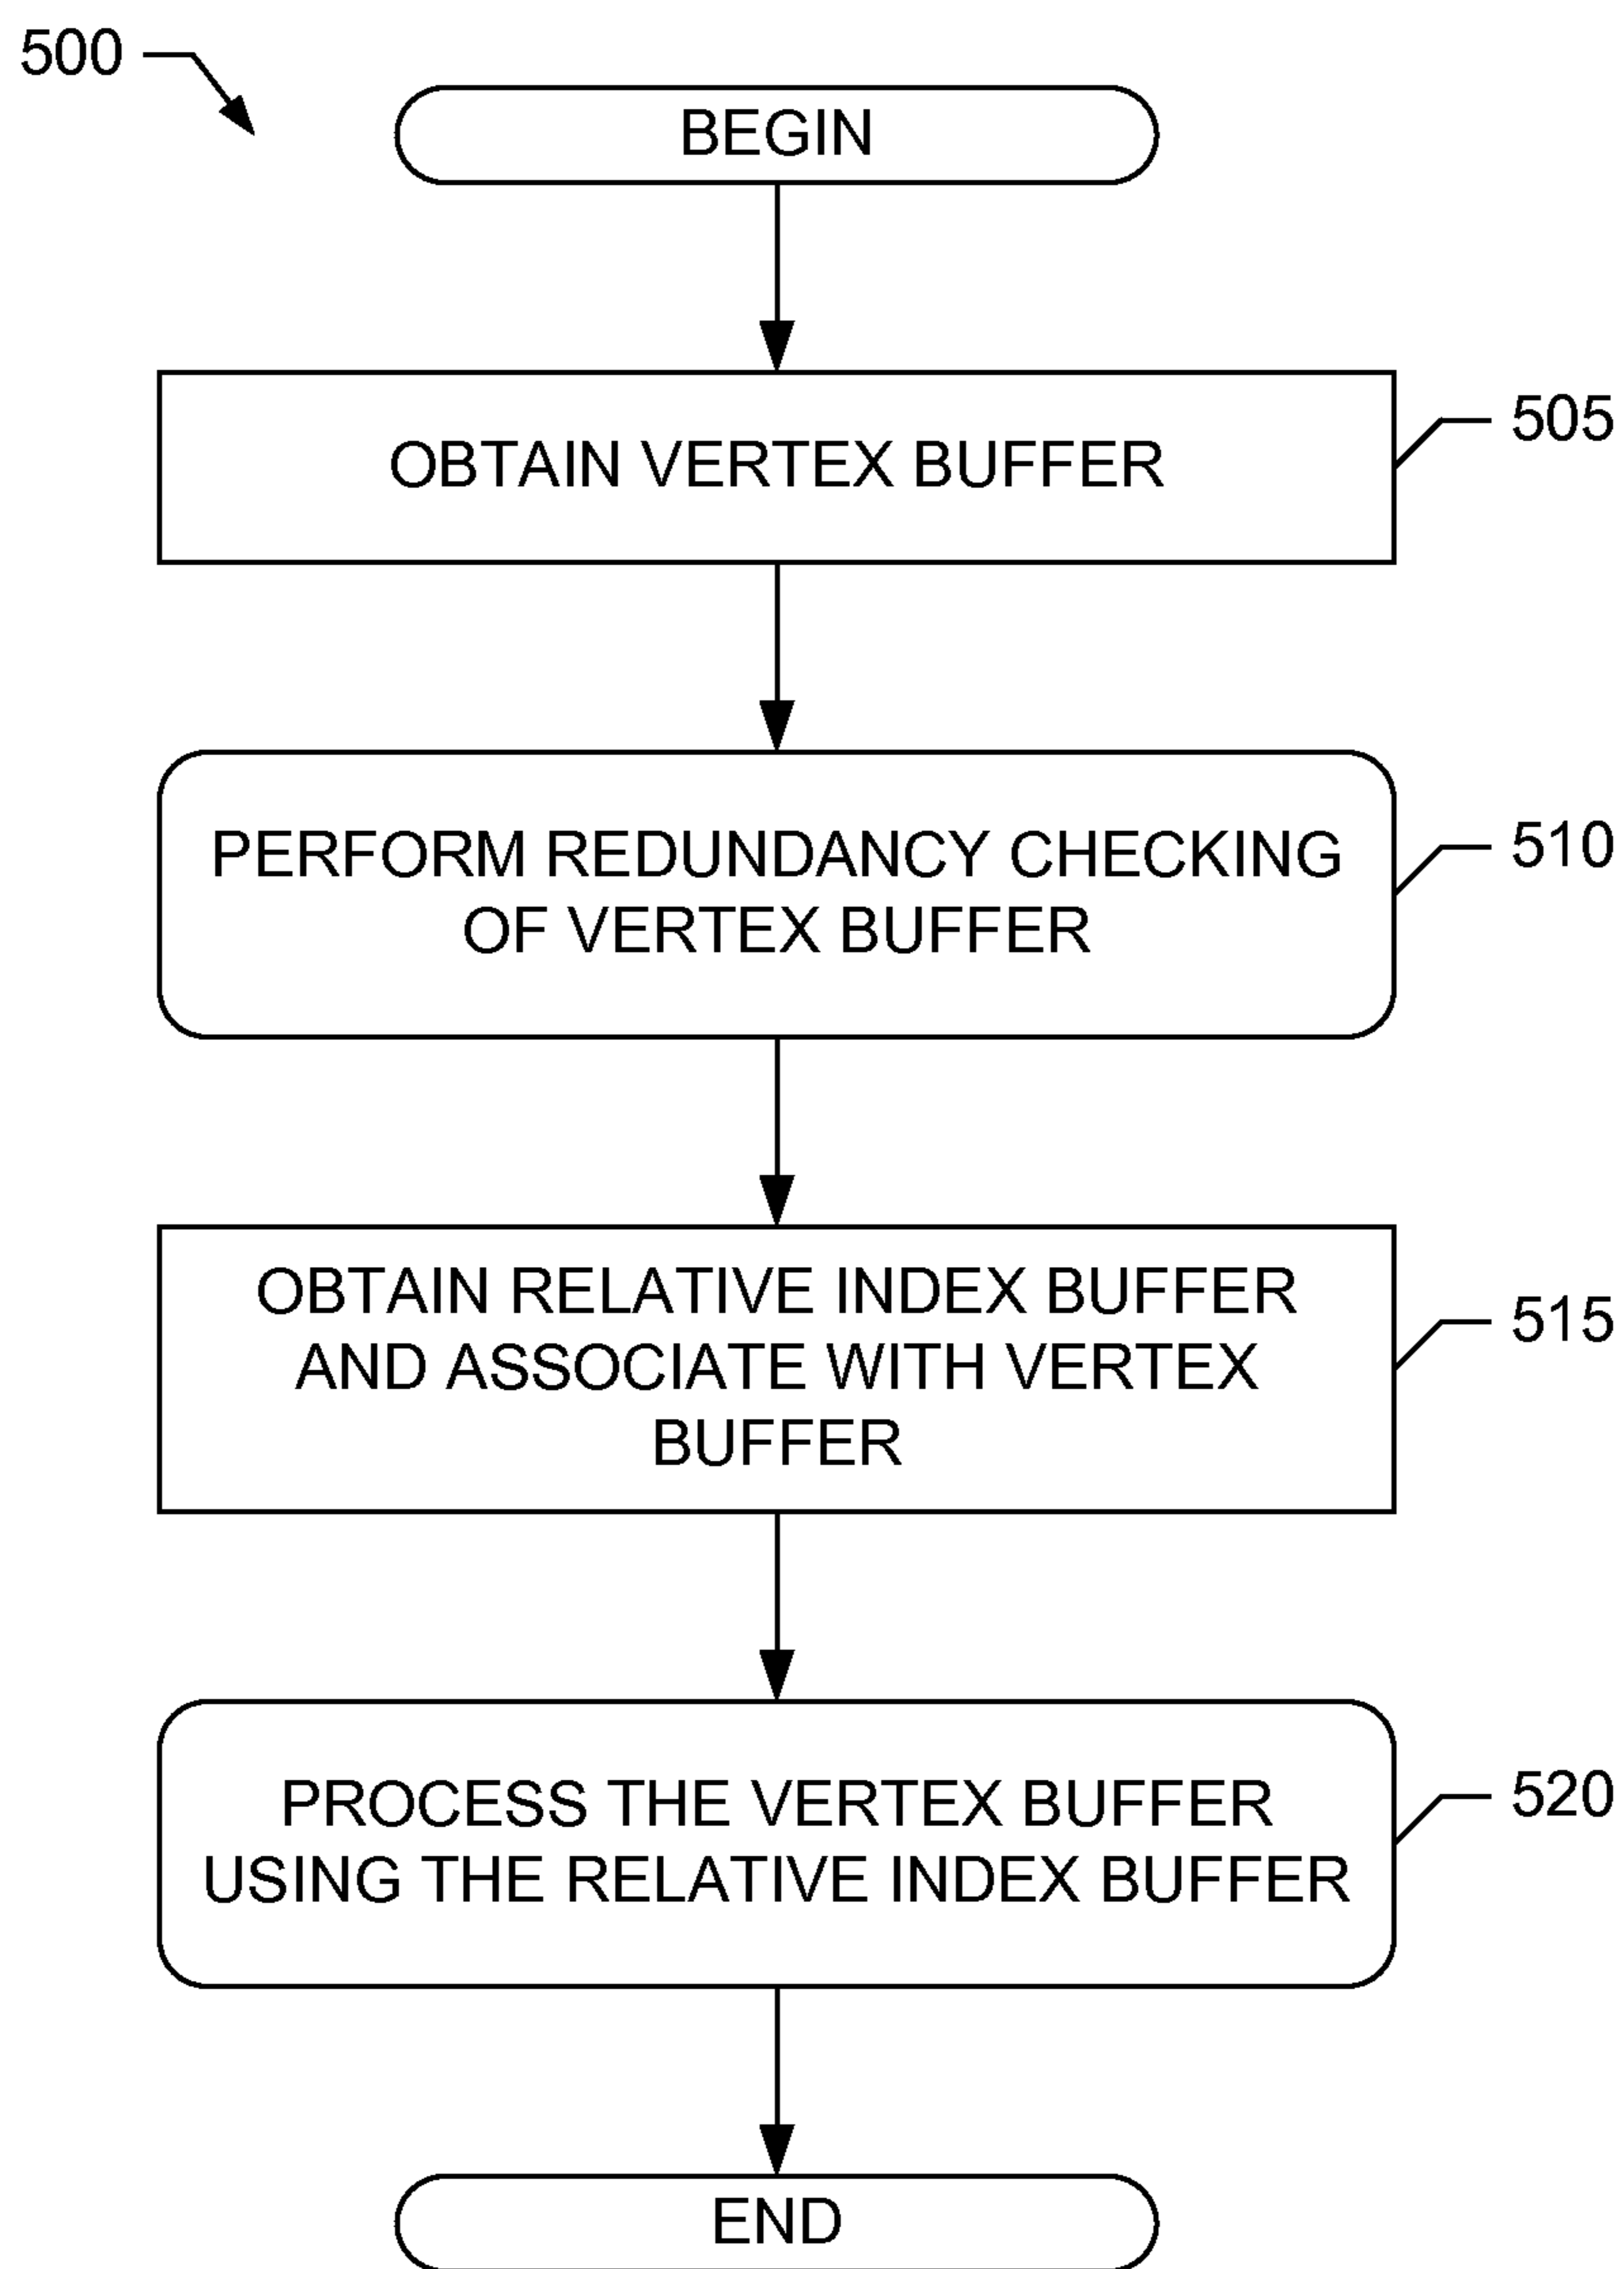 500
BEGIN
OBTAIN VERTEX BUFFER
505
PERFORM REDUNDANCY CHECKING
OF VERTEX BUFFER
510
OBTAIN RELATIVE INDEX BUFFER
AND ASSOCIATE WITH VERTEX
BUFFER
515
PROCESS THE VERTEX BUFFER
USING THE RELATIVE INDEX BUFFER
520
END